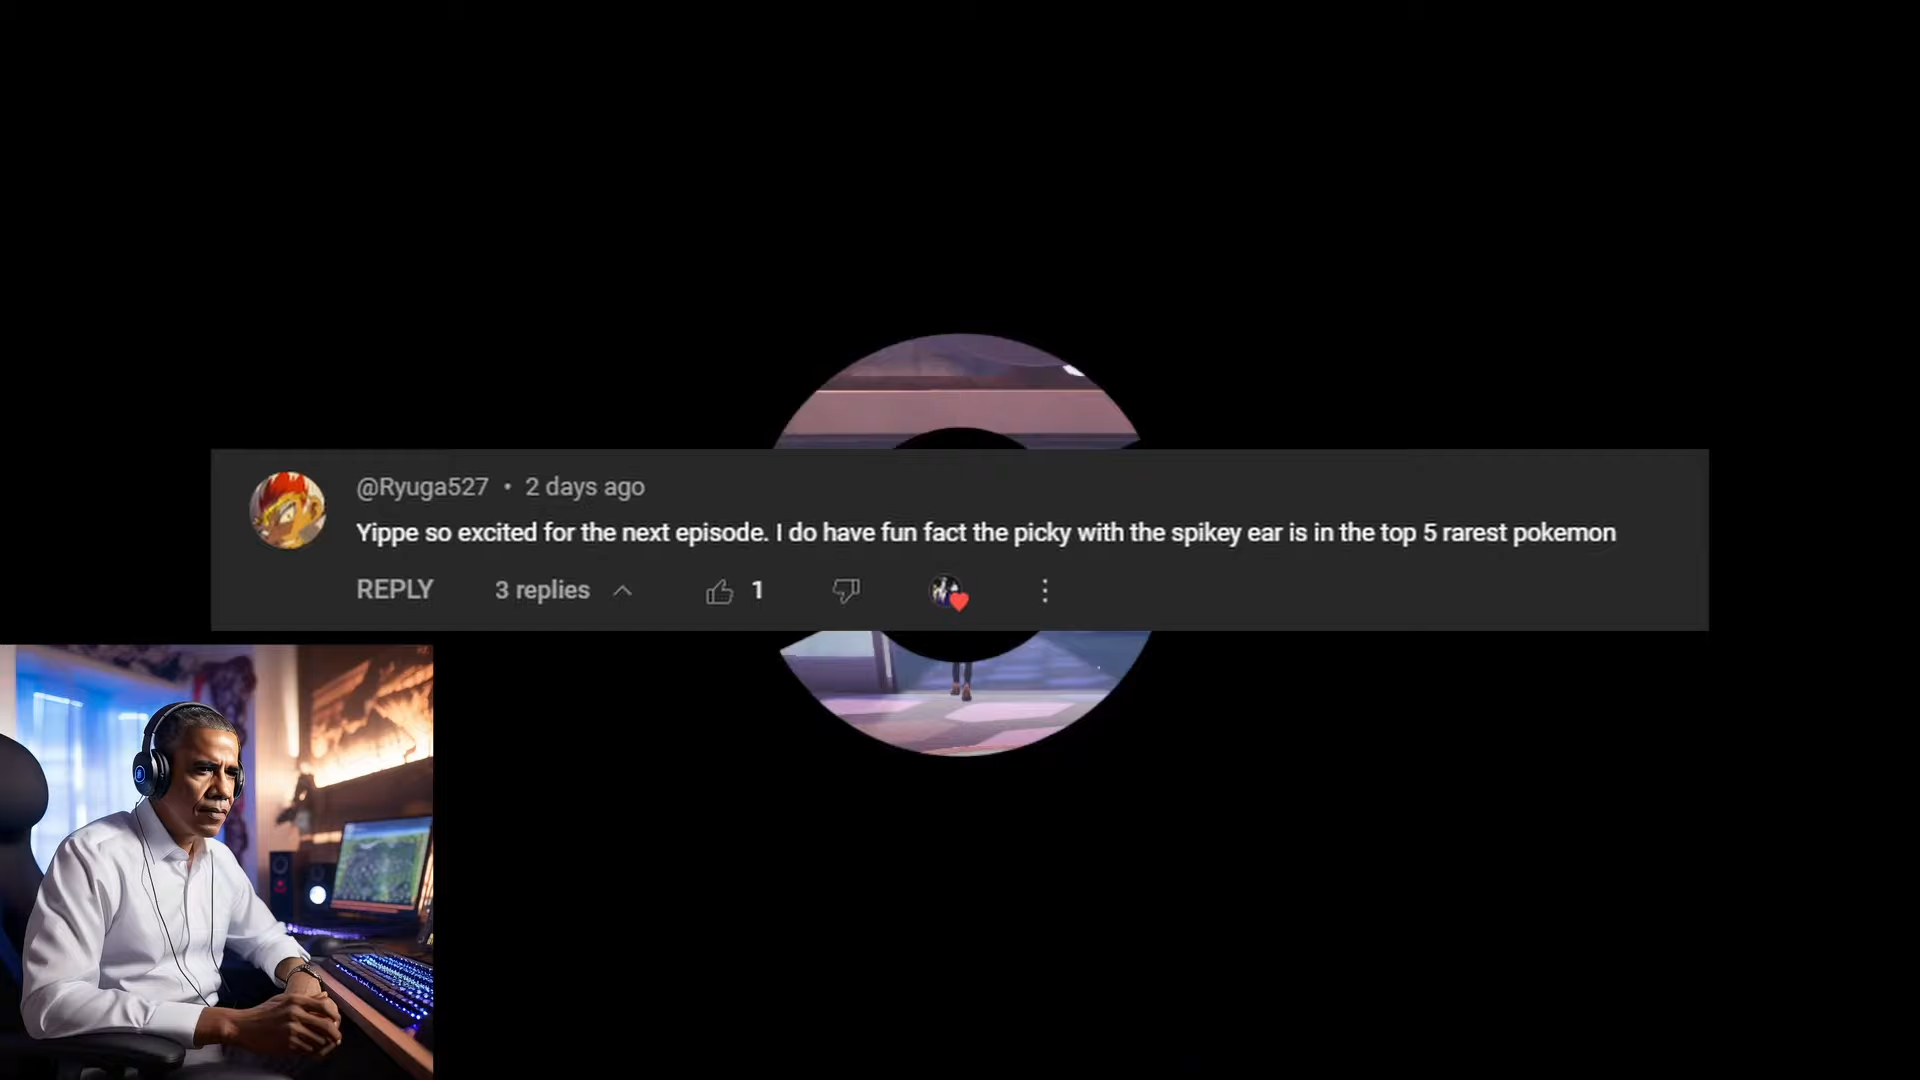 @Ryuga527 • 2 days ago
Yippe so excited for the next episode. I do have fun fact the picky with the spikey ear is in the top 5 rarest pokemon
REPLY 3 replies 1